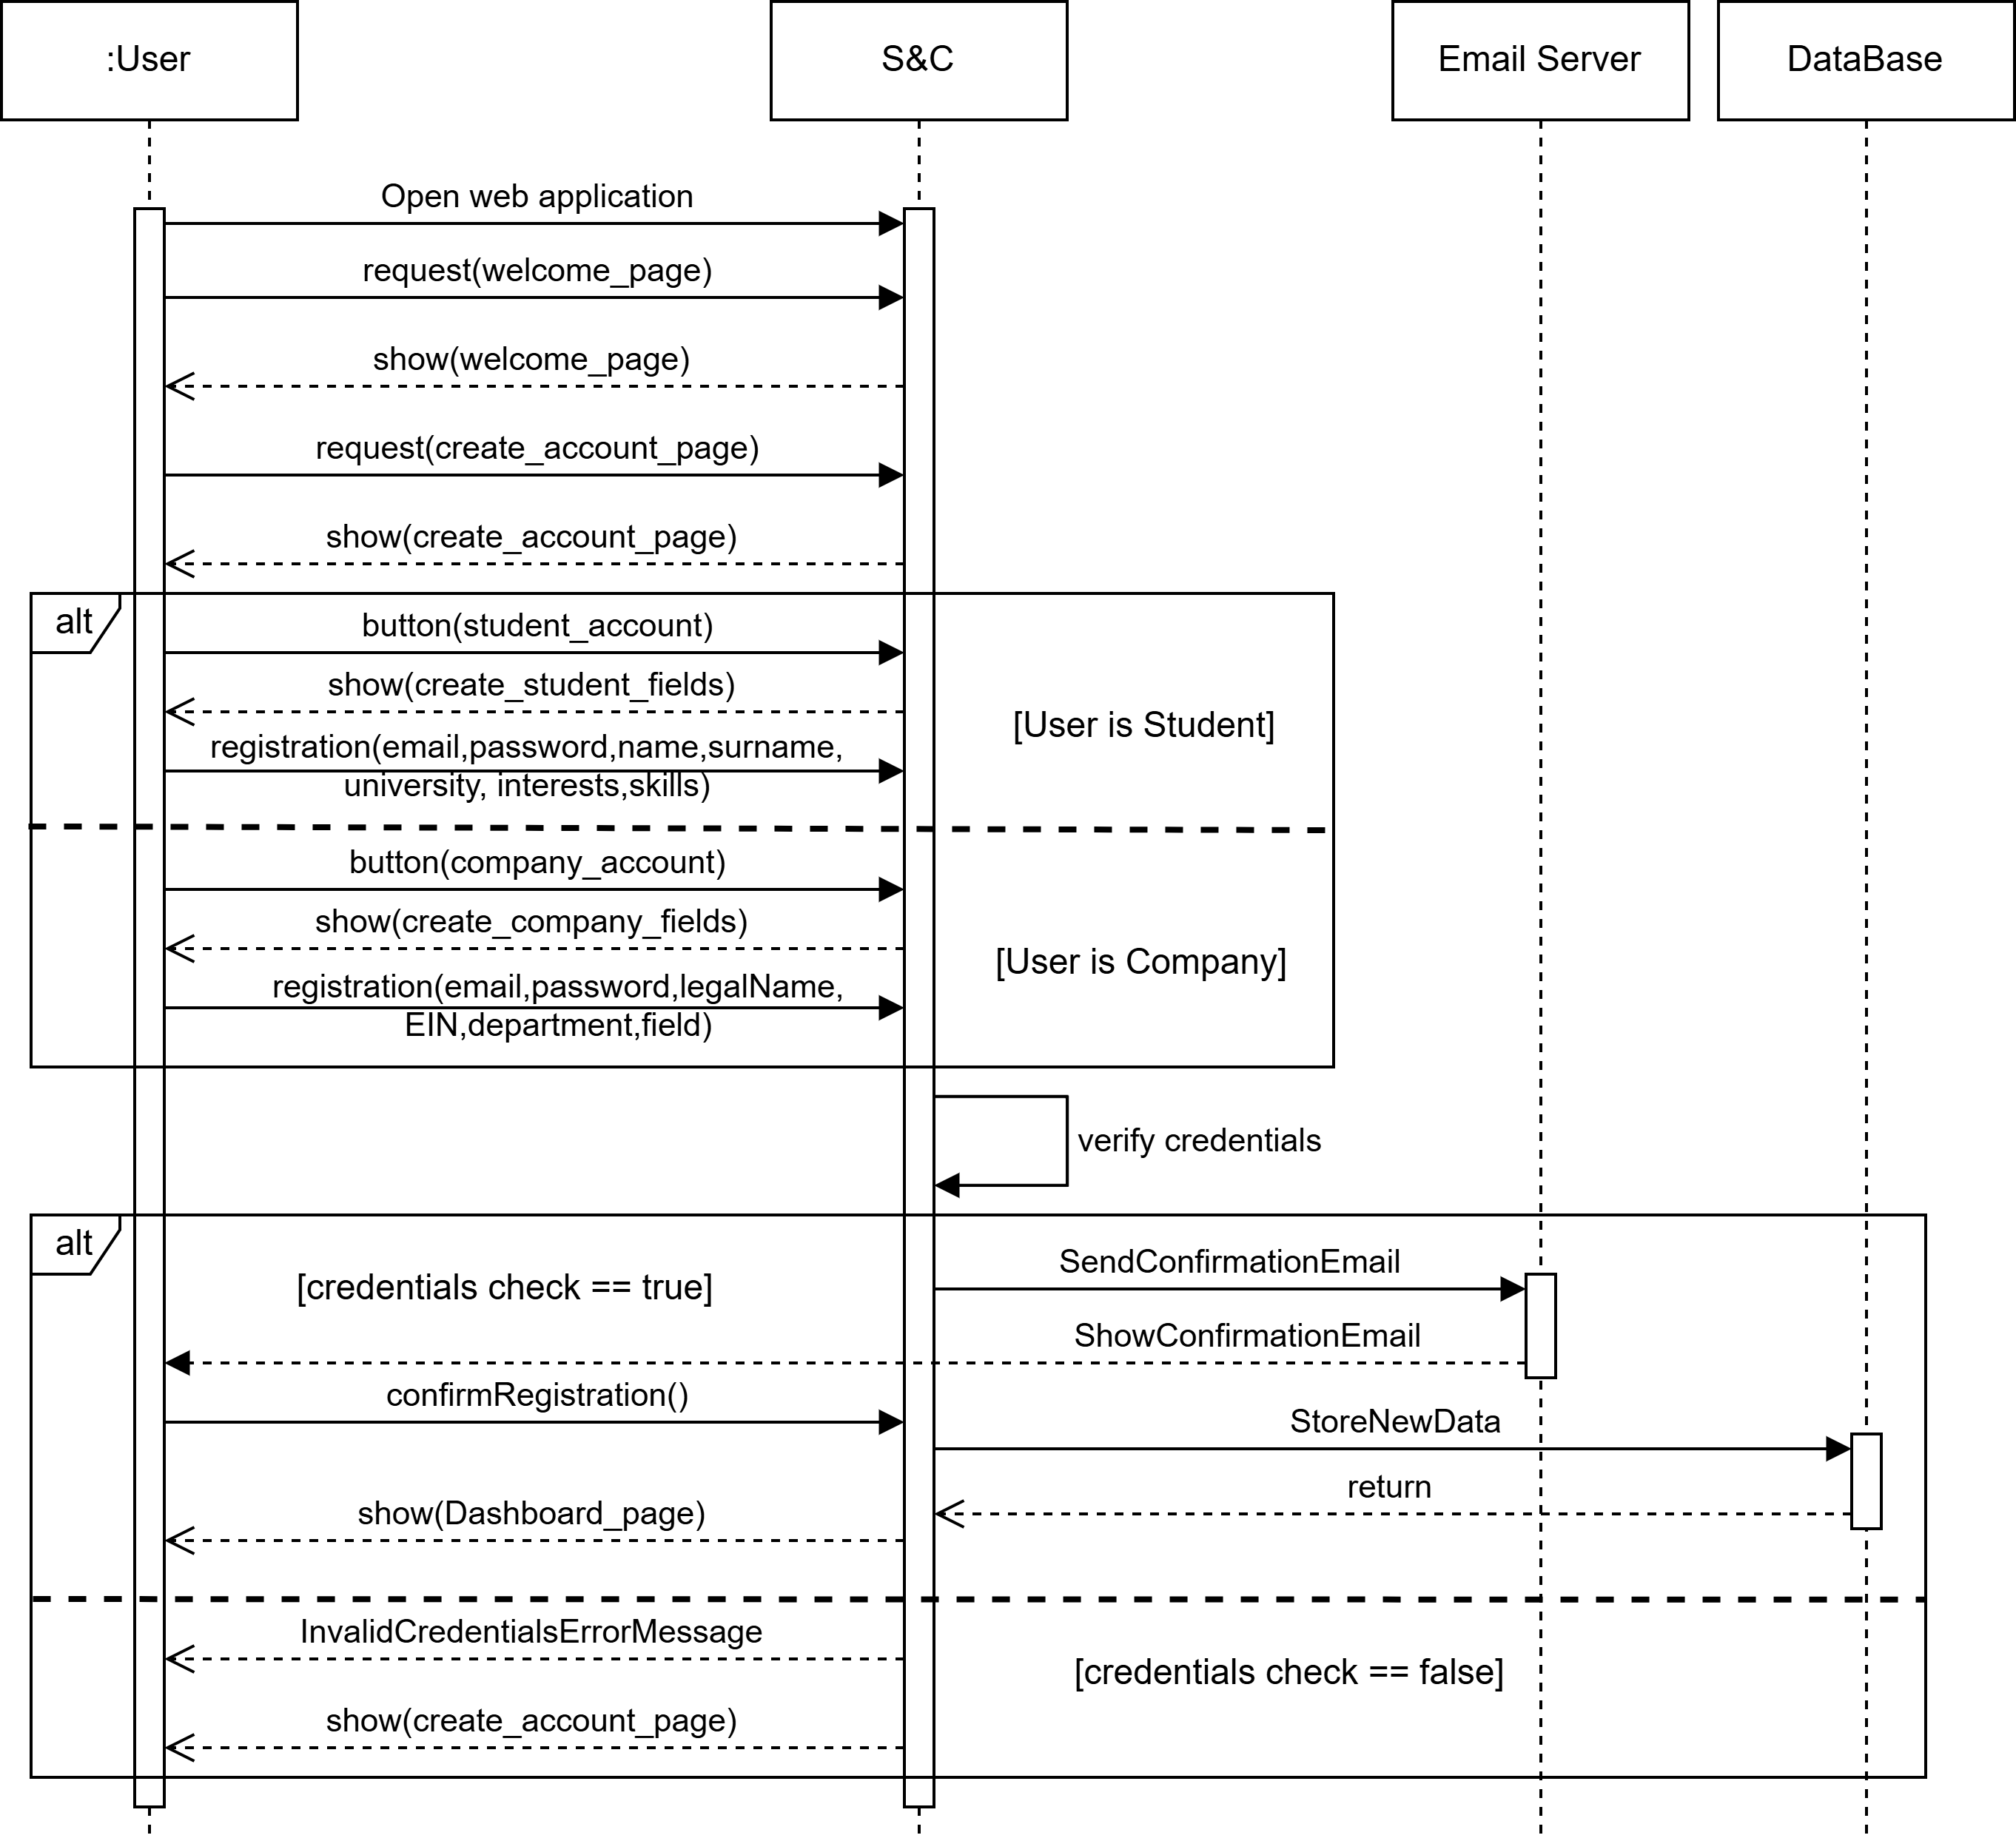 :User
S&C
Email Server
DataBase
Open web application
request(welcome_page)
show(welcome_page)
request(create_account_page)
show(create_account_page)
alt
button(student_account)
show(create_student_fields)
[User is Student]
registration(email,password,name,surname,
university, interests,skills)
button(company_account)
show(create_company_fields)
[User is Company]
registration(email,password,legalName,
EIN,department,field)
verify credentials
alt
[credentials check == true]
SendConfirmationEmail
ShowConfirmationEmail
confirmRegistration()
StoreNewData
return
show(Dashboard_page)
InvalidCredentialsErrorMessage
[credentials check == false]
show(create_account_page)